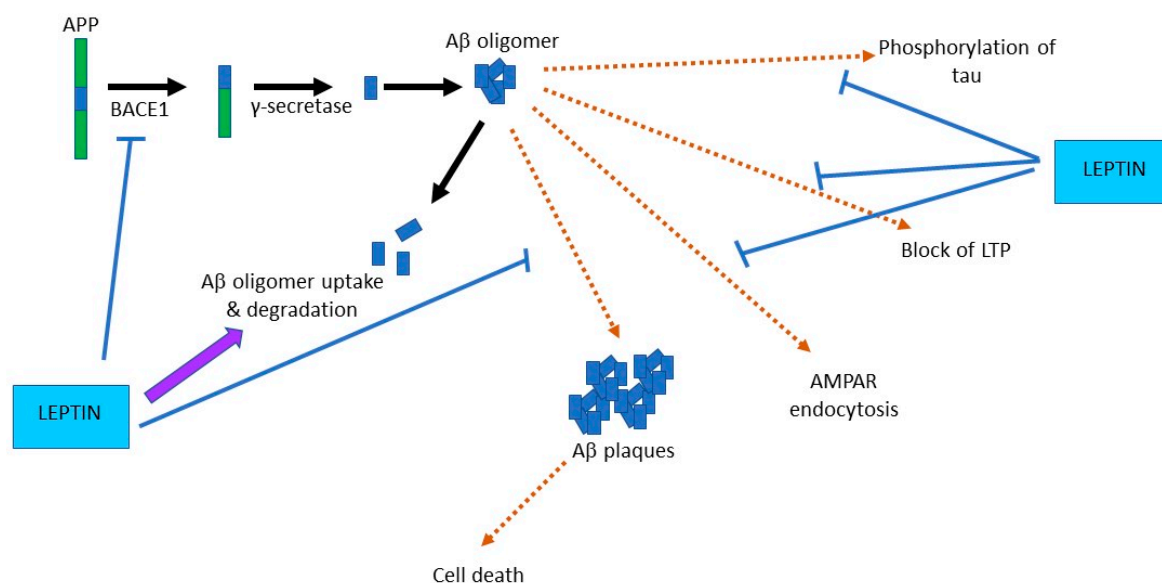 APP
Aβ oligomer
Phosphorylation of
tau
BACE1
γ-secretase
LEPTIN
Block of LTP
Aβ oligomer uptake
& degradation
LEPTIN
AMPAR
endocytosis
Aβ plaques
Cell death